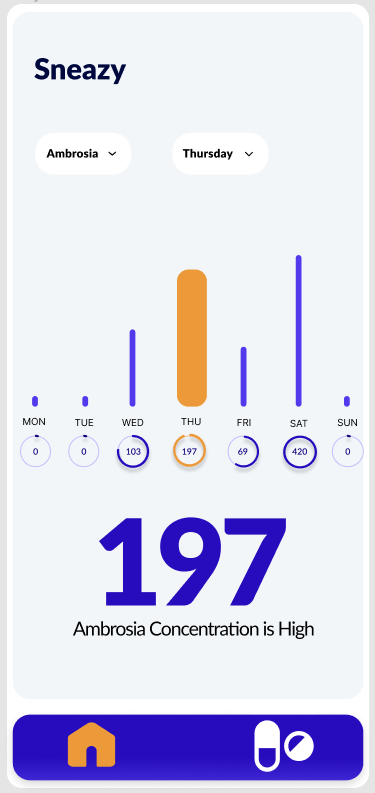 Sneazy
Ambrosia Thursday
MON TUE WED THU FRI SAT SUN
0 0 103 197 69 420 0
197
Ambrosia Concentration is High